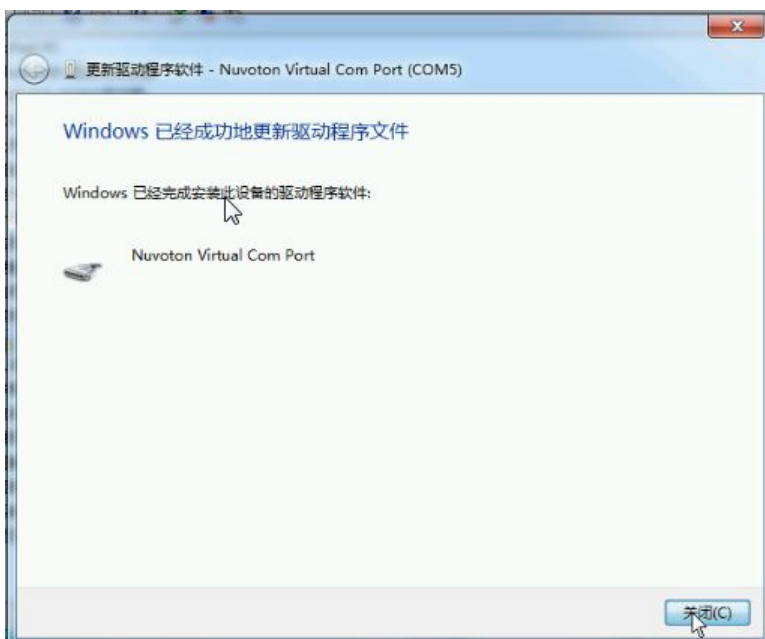 更新驱动程序软件 - Nuvoton Virtual Com Port (COM5)
Windows 已经成功地更新驱动程序文件
Windows 已经完成安装此设备的驱动程序软件:
Nuvoton Virtual Com Port
关闭(C)